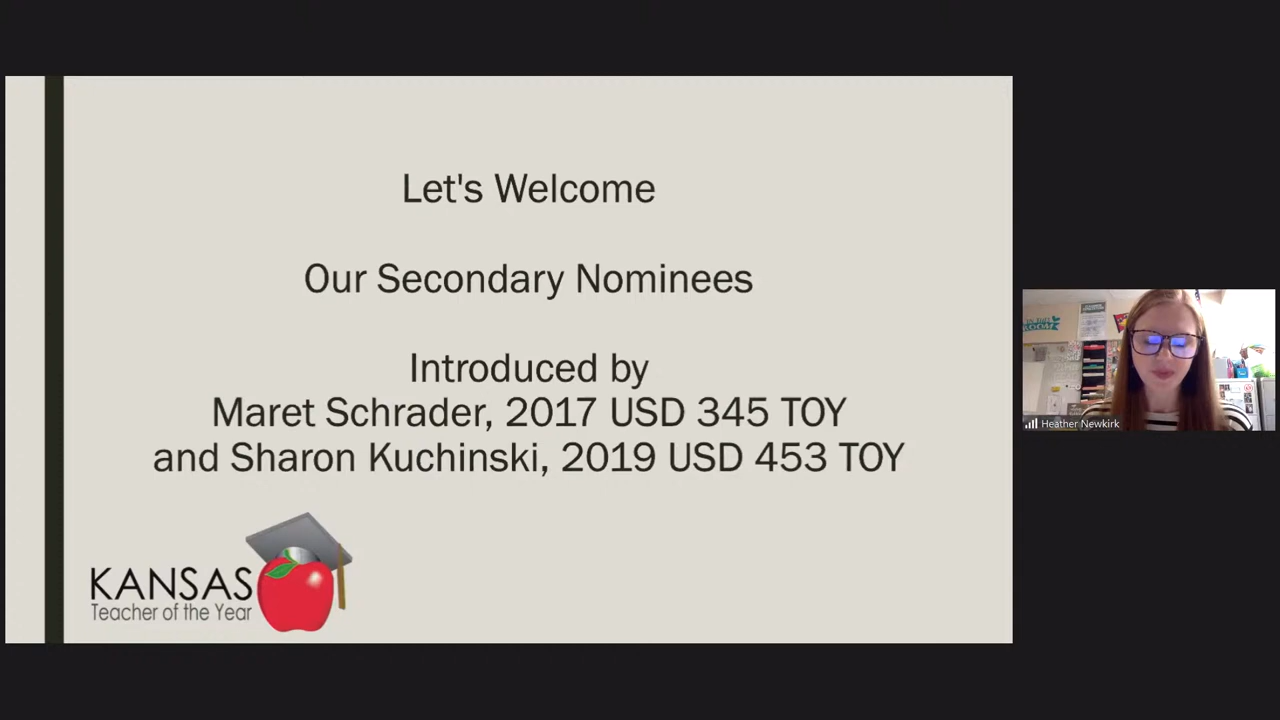 Let's Welcome
Our Secondary Nominees
Introduced by
Maret Schrader, 2017 USD 345 TOY
and Sharon Kuchinski, 2019 USD 453 TOY
KANSAS
Teacher of the Year
ROOM
Heather Newkirk